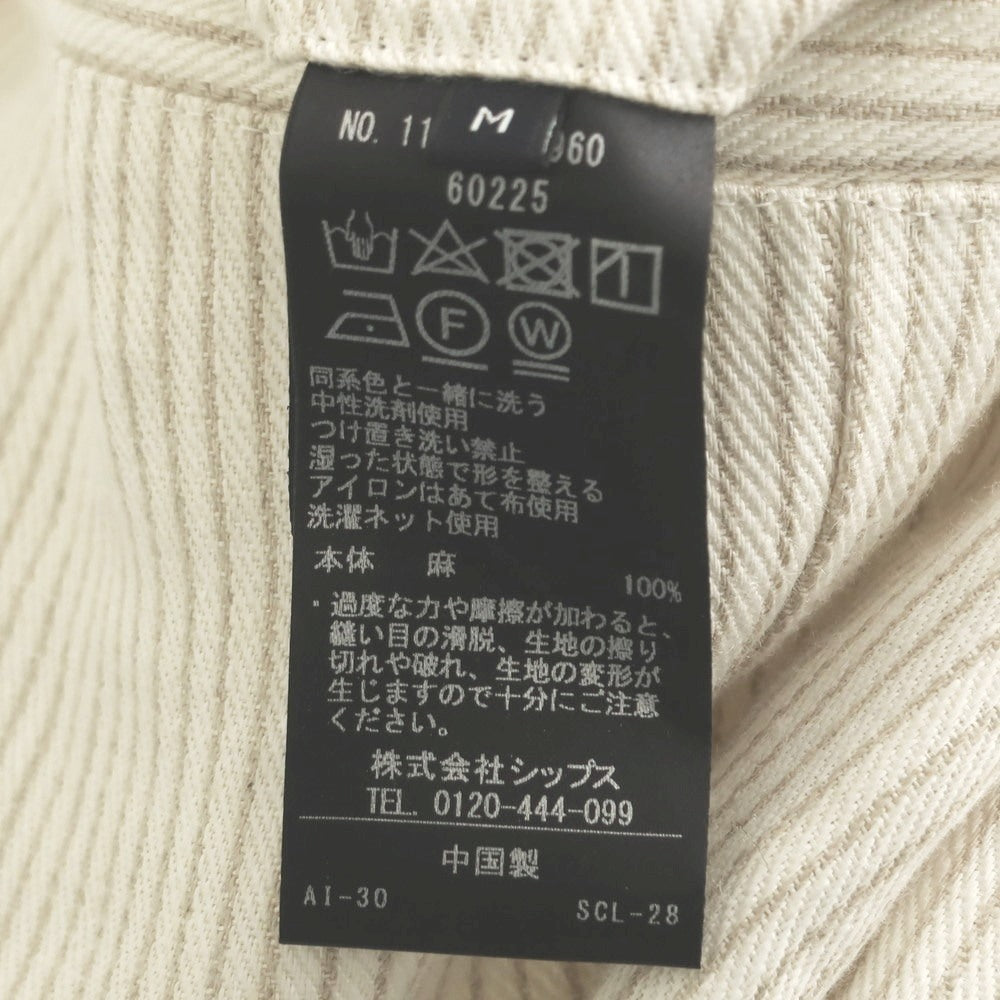 M
NO. 11 960
60225
F W
同系色と一緒に洗う
中性洗剤使用
つけ置き洗い禁止
湿った状態で形を整える
アイロンはあて布使用
洗濯ネット使用
本体 麻 100%
・過度な力や摩擦が加わると、
縫い目の滑脱、生地の擦り
切れや破れ、生地の変形が
生じますので十分にご注意
ください。
株式会社シップス
TEL. 0120-444-099
中国製
AI-30 SCL-28